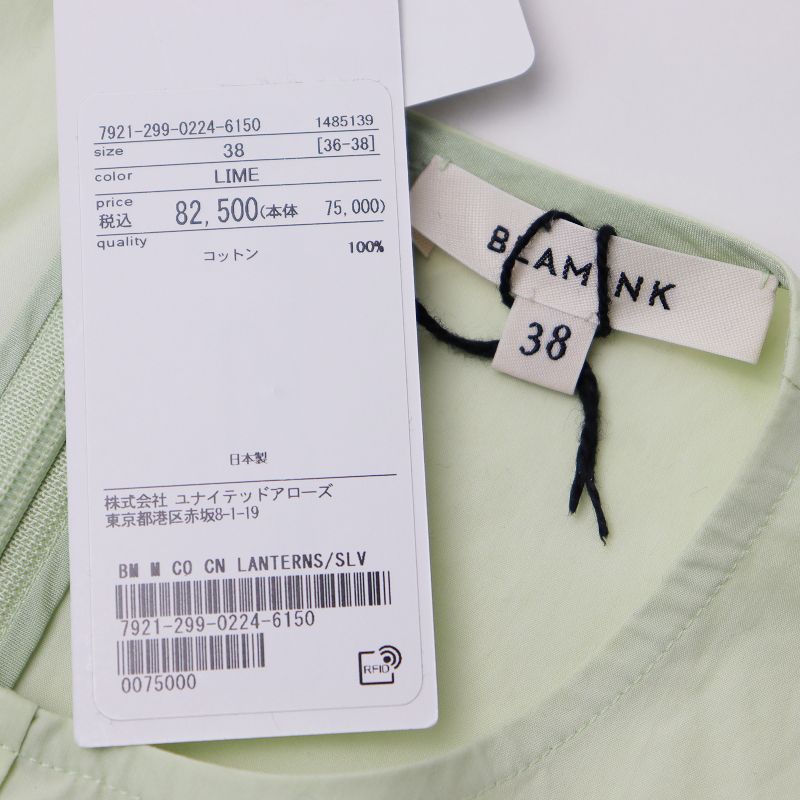 7921-299-0224-6150 1485139
size 38 [36-38]
color LIME
price
税込 82,500(本体 75,000)
quality
コットン 100%
日本製
株式会社 ユナイテッドアローズ
東京都港区赤坂8-1-19
BM M CO CN LANTERNS/SLV
7921-299-0224-6150
0075000
RFID
BLAMINK
38